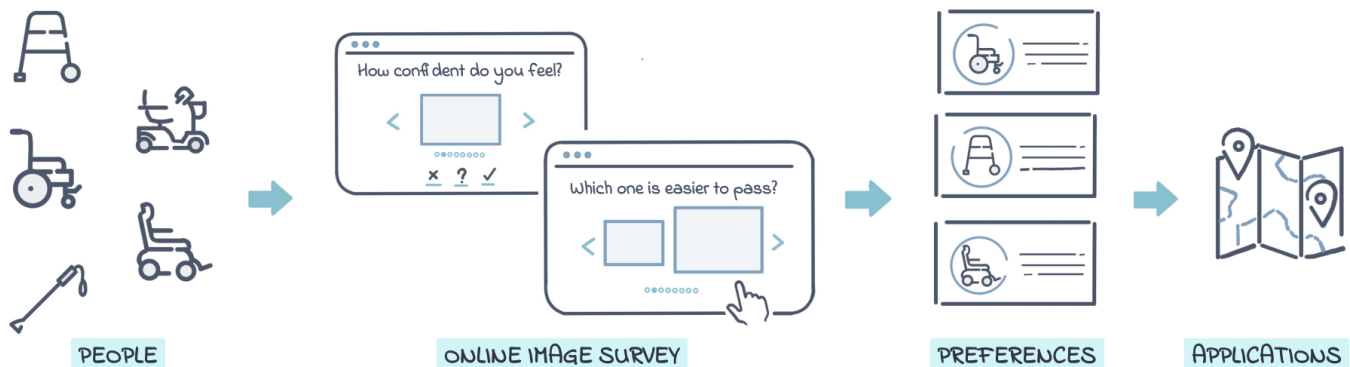 How confident do you feel?
Which one is easier to pass?
PEOPLE
ONLINE IMAGE SURVEY
PREFERENCES
APPLICATIONS